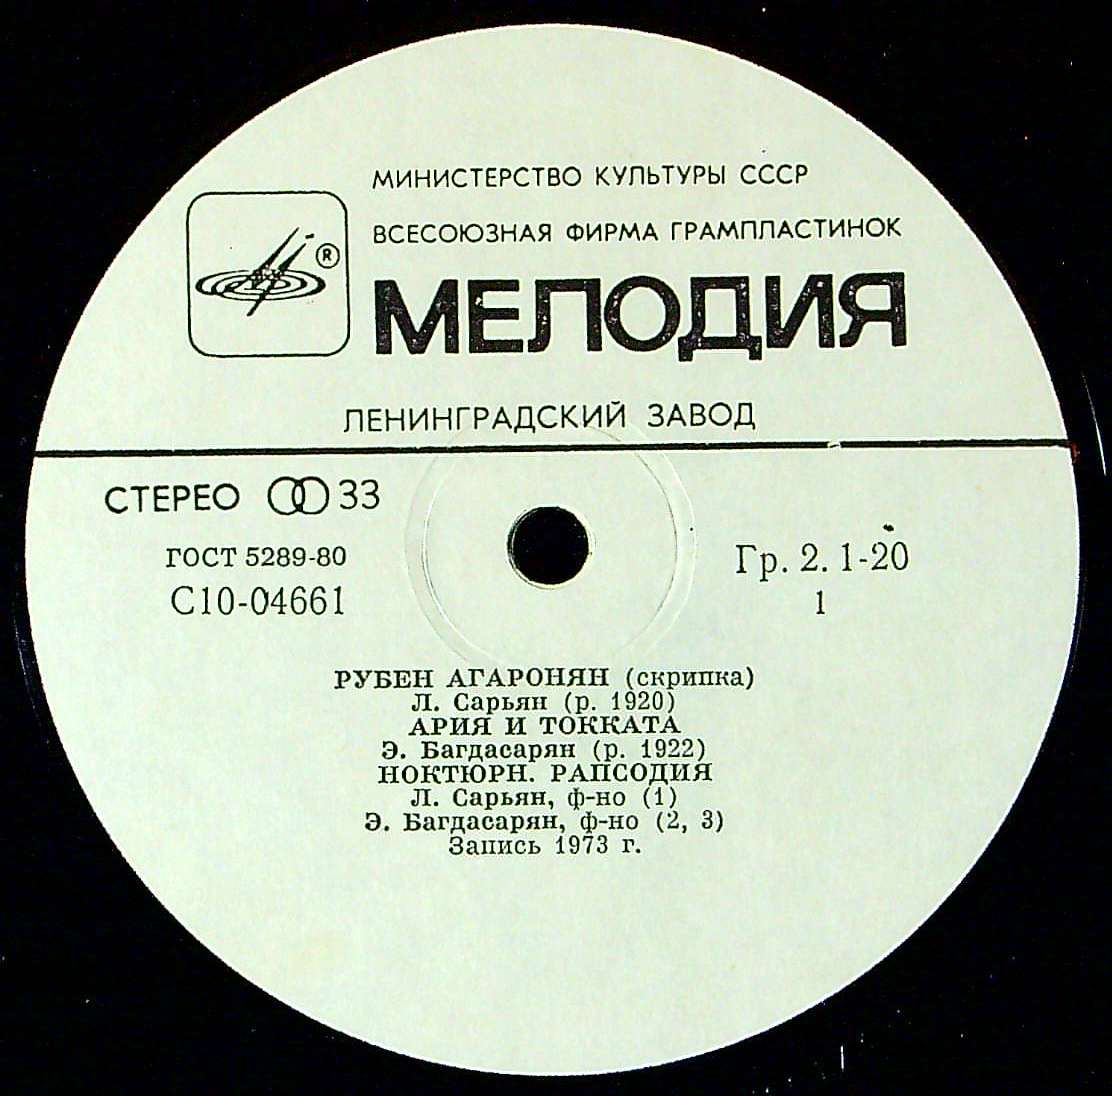 МИНИСТЕРСТВО КУЛЬТУРЫ СССР
ВСЕСОЮЗНАЯ ФИРМА ГРАМПЛАСТИНОК
®
МЕЛОДИЯ
ЛЕНИНГРАДСКИЙ ЗАВОД
СТЕРЕО 33
ГОСТ 5289-80
С10-04661
Гр. 2. 1-20
1
РУБЕН АГАРОНЯН (скрипка)
Л. Сарьян (р. 1920)
АРИЯ И ТОККАТА
Э. Багдасарян (р. 1922)
НОКТЮРН. РАПСОДИЯ
Л. Сарьян, ф-но (1)
Э. Багдасарян, ф-но (2, 3)
Запись 1973 г.